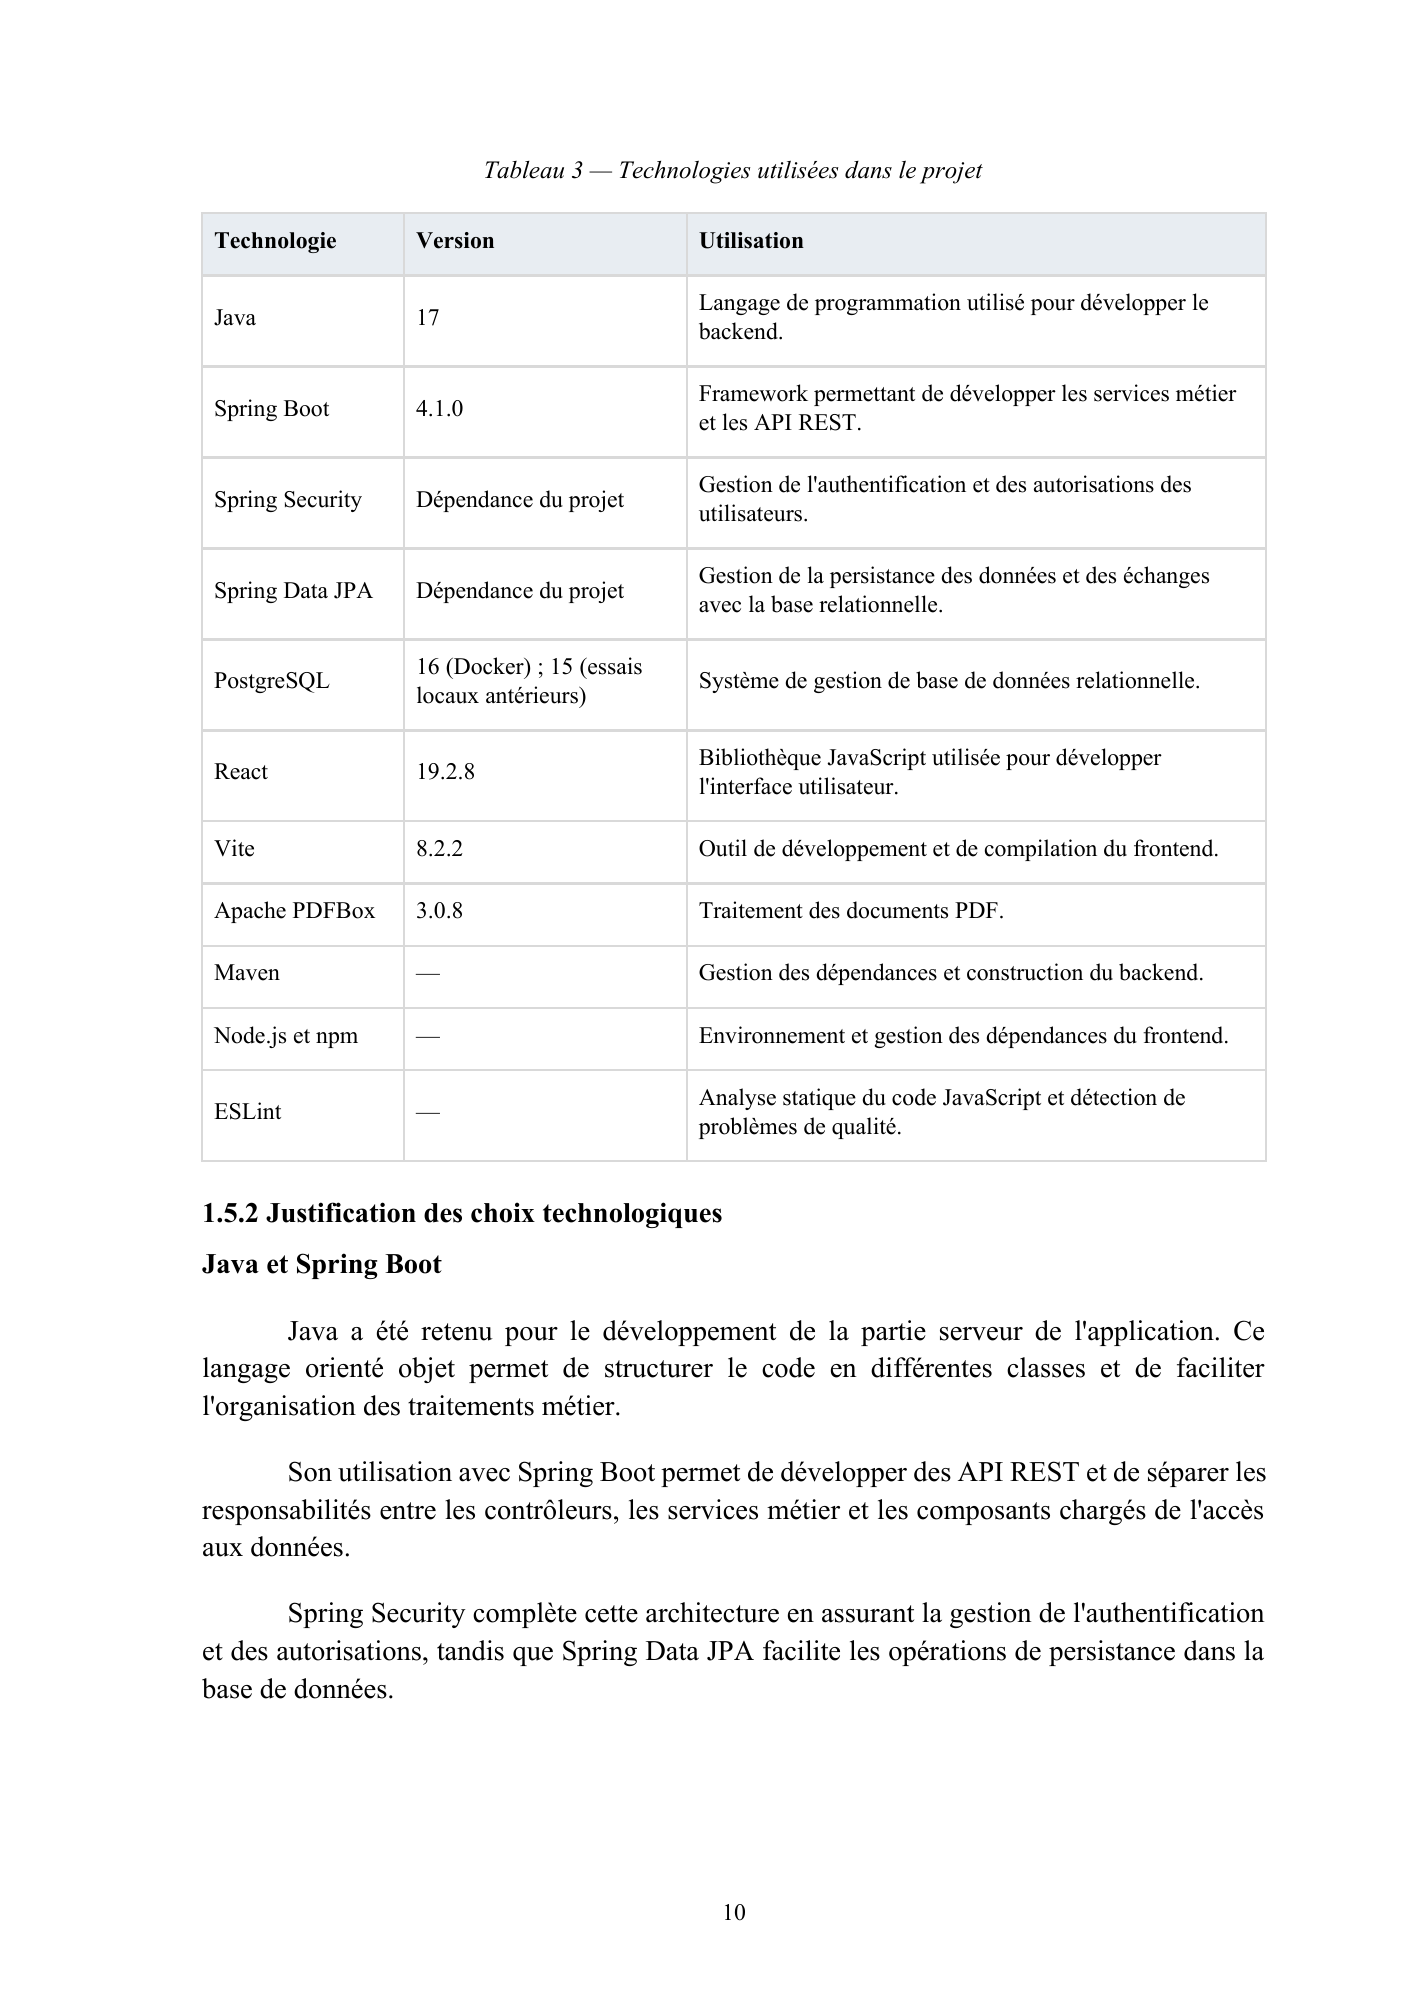 Tableau 3 — Technologies utilisées dans le projet
Technologie Version Utilisation
Java 17 Langage de programmation utilisé pour développer le
backend.
Spring Boot 4.1.0 Framework permettant de développer les services métier
et les API REST.
Spring Security Dépendance du projet Gestion de l'authentification et des autorisations des
utilisateurs.
Spring Data JPA Dépendance du projet Gestion de la persistance des données et des échanges
avec la base relationnelle.
PostgreSQL 16 (Docker) ; 15 (essais
locaux antérieurs) Système de gestion de base de données relationnelle.
React 19.2.8 Bibliothèque JavaScript utilisée pour développer
l'interface utilisateur.
Vite 8.2.2 Outil de développement et de compilation du frontend.
Apache PDFBox 3.0.8 Traitement des documents PDF.
Maven — Gestion des dépendances et construction du backend.
Node.js et npm — Environnement et gestion des dépendances du frontend.
ESLint — Analyse statique du code JavaScript et détection de
problèmes de qualité.
1.5.2 Justification des choix technologiques
Java et Spring Boot
Java a été retenu pour le développement de la partie serveur de l'application. Ce
langage orienté objet permet de structurer le code en différentes classes et de faciliter
l'organisation des traitements métier.
Son utilisation avec Spring Boot permet de développer des API REST et de séparer les
responsabilités entre les contrôleurs, les services métier et les composants chargés de l'accès
aux données.
Spring Security complète cette architecture en assurant la gestion de l'authentification
et des autorisations, tandis que Spring Data JPA facilite les opérations de persistance dans la
base de données.
10